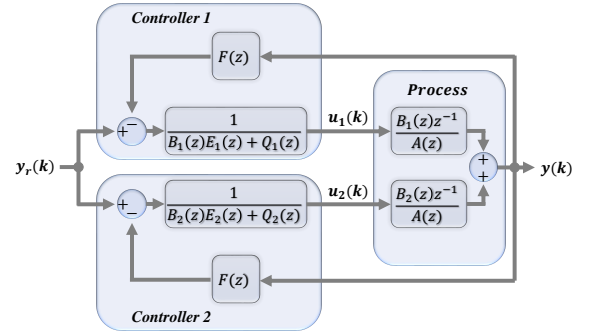 Controller 1
F(z)
Process
+
−
1
B₁(z)E₁(z) + Q₁(z)
u₁(k)
B₁(z)z⁻¹
A(z)
yᵣ(k)
+
+
y(k)
+
−
1
B₂(z)E₂(z) + Q₂(z)
u₂(k)
B₂(z)z⁻¹
A(z)
F(z)
Controller 2